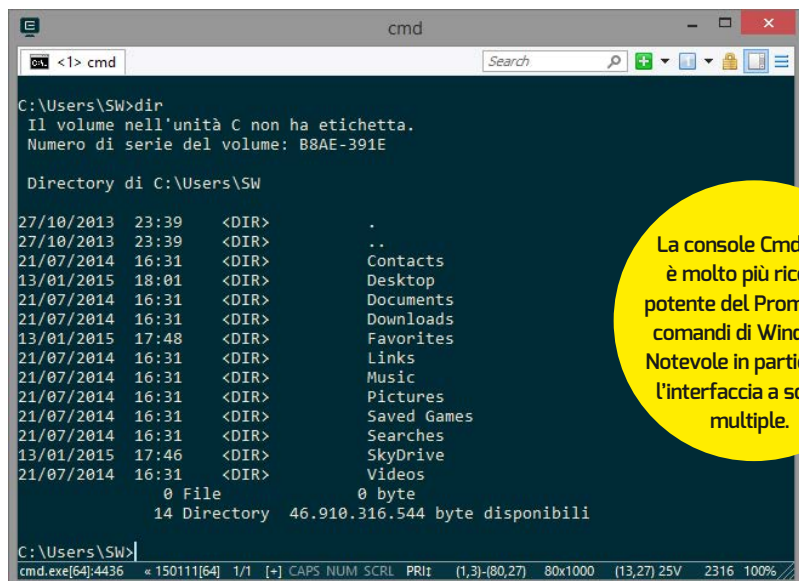 cmd
<1> cmd
Search
C:\Users\SW>dir
Il volume nell'unità C non ha etichetta.
Numero di serie del volume: B8AE-391E
Directory di C:\Users\SW
27/10/2013 23:39 <DIR> .
27/10/2013 23:39 <DIR> ..
21/07/2014 16:31 <DIR> Contacts
13/01/2015 18:01 <DIR> Desktop
21/07/2014 16:31 <DIR> Documents
21/07/2014 16:31 <DIR> Downloads
13/01/2015 17:48 <DIR> Favorites
21/07/2014 16:31 <DIR> Links
21/07/2014 16:31 <DIR> Music
21/07/2014 16:31 <DIR> Pictures
21/07/2014 16:31 <DIR> Saved Games
21/07/2014 16:31 <DIR> Searches
13/01/2015 17:46 <DIR> SkyDrive
21/07/2014 16:31 <DIR> Videos
0 File 0 byte
14 Directory 46.910.316.544 byte disponibili
C:\Users\SW>
cmd.exe[64]:4436 « 150111[64] 1/1 [+] CAPS NUM SCRL PRI‡ (1,3)-(80,27) 80x1000 (13,27) 25V 2316 100%
La console Cmd
è molto più
potente del
comandi di
Notevole in
l'interfaccia a
multiple.